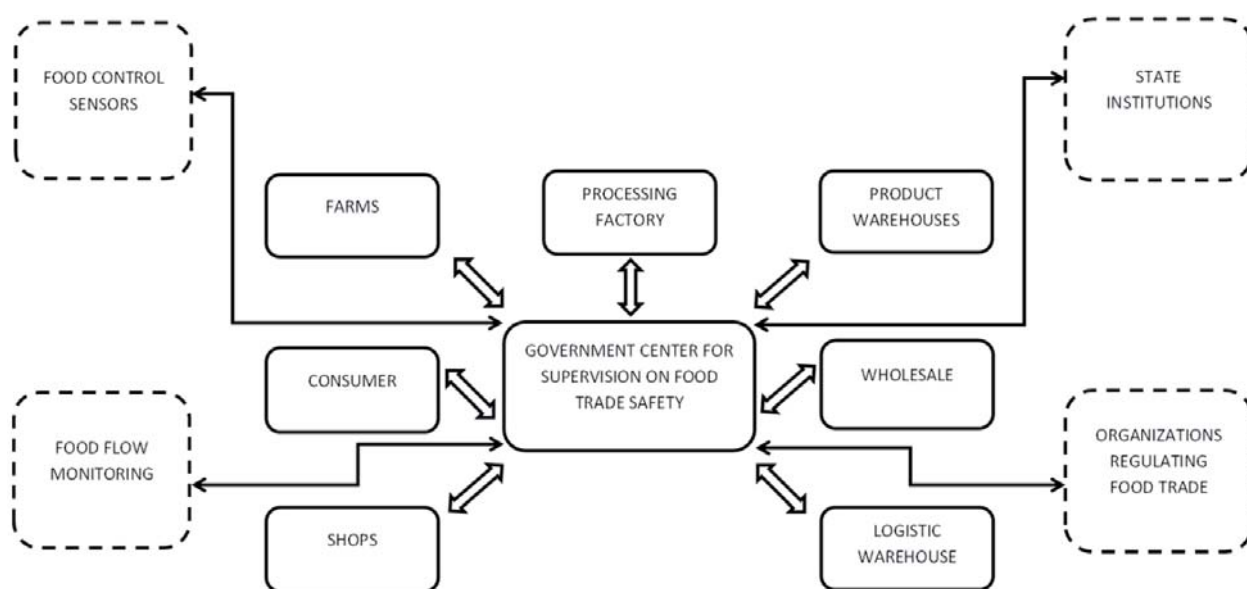 FOOD CONTROL
SENSORS
STATE
INSTITUTIONS
FARMS
PROCESSING
FACTORY
PRODUCT
WAREHOUSES
GOVERNMENT CENTER FOR
SUPERVISION ON FOOD
TRADE SAFETY
CONSUMER
WHOLESALE
FOOD FLOW
MONITORING
ORGANIZATIONS
REGULATING
FOOD TRADE
SHOPS
LOGISTIC
WAREHOUSE